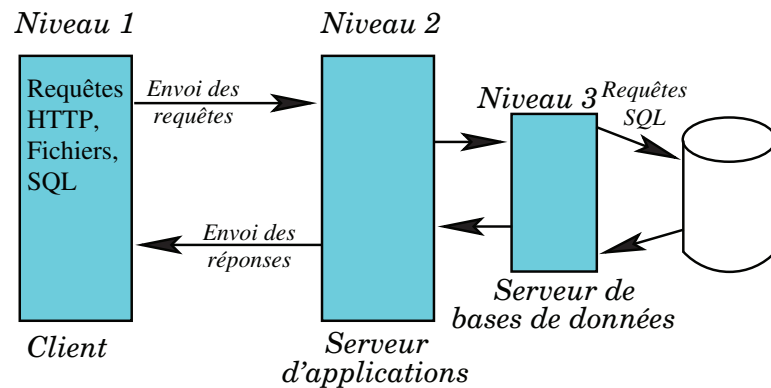 Niveau 1
Niveau 2
Requêtes
HTTP,
Fichiers,
SQL
Envoi des
requêtes
Niveau 3
Requêtes
SQL
Envoi des
réponses
Client
Serveur
d'applications
Serveur de
bases de données